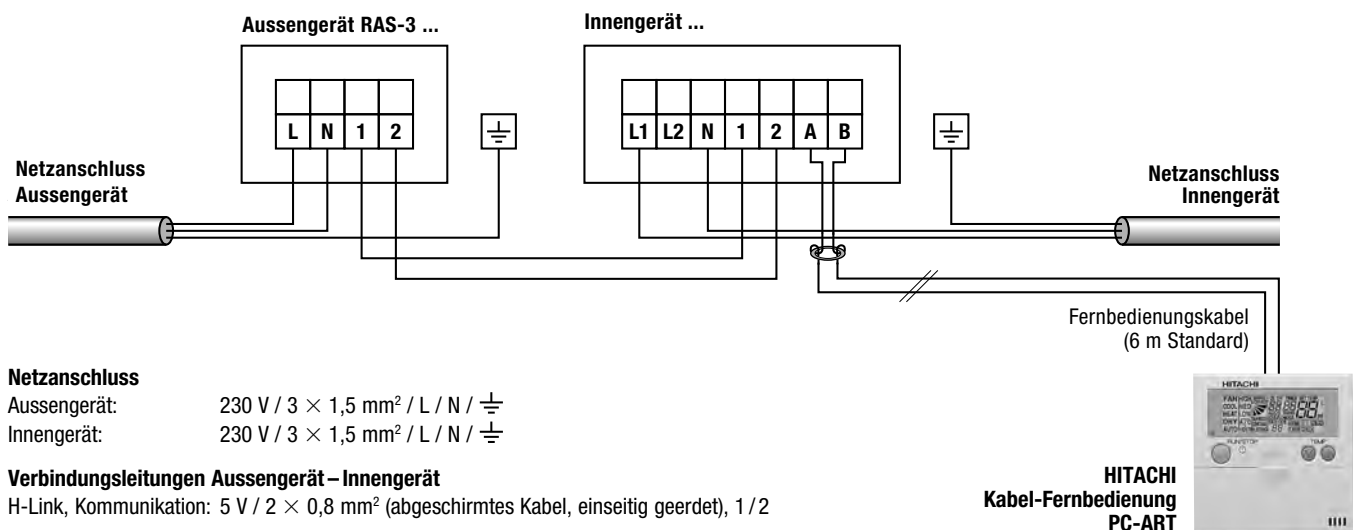 Aussengerät RAS-3 ...
Innengerät ...
L N 1 2
L1 L2 N 1 2 A B
Netzanschluss
Aussengerät
Netzanschluss
Innengerät
Fernbedienungskabel
(6 m Standard)
Netzanschluss
Aussengerät: 230 V / 3 × 1,5 mm² / L / N / ⏚
Innengerät: 230 V / 3 × 1,5 mm² / L / N / ⏚
Verbindungsleitungen Aussengerät – Innengerät
H-Link, Kommunikation: 5 V / 2 × 0,8 mm² (abgeschirmtes Kabel, einseitig geerdet), 1 / 2
HITACHI
RUN/STOP
TEMP
HITACHI
Kabel-Fernbedienung
PC-ART